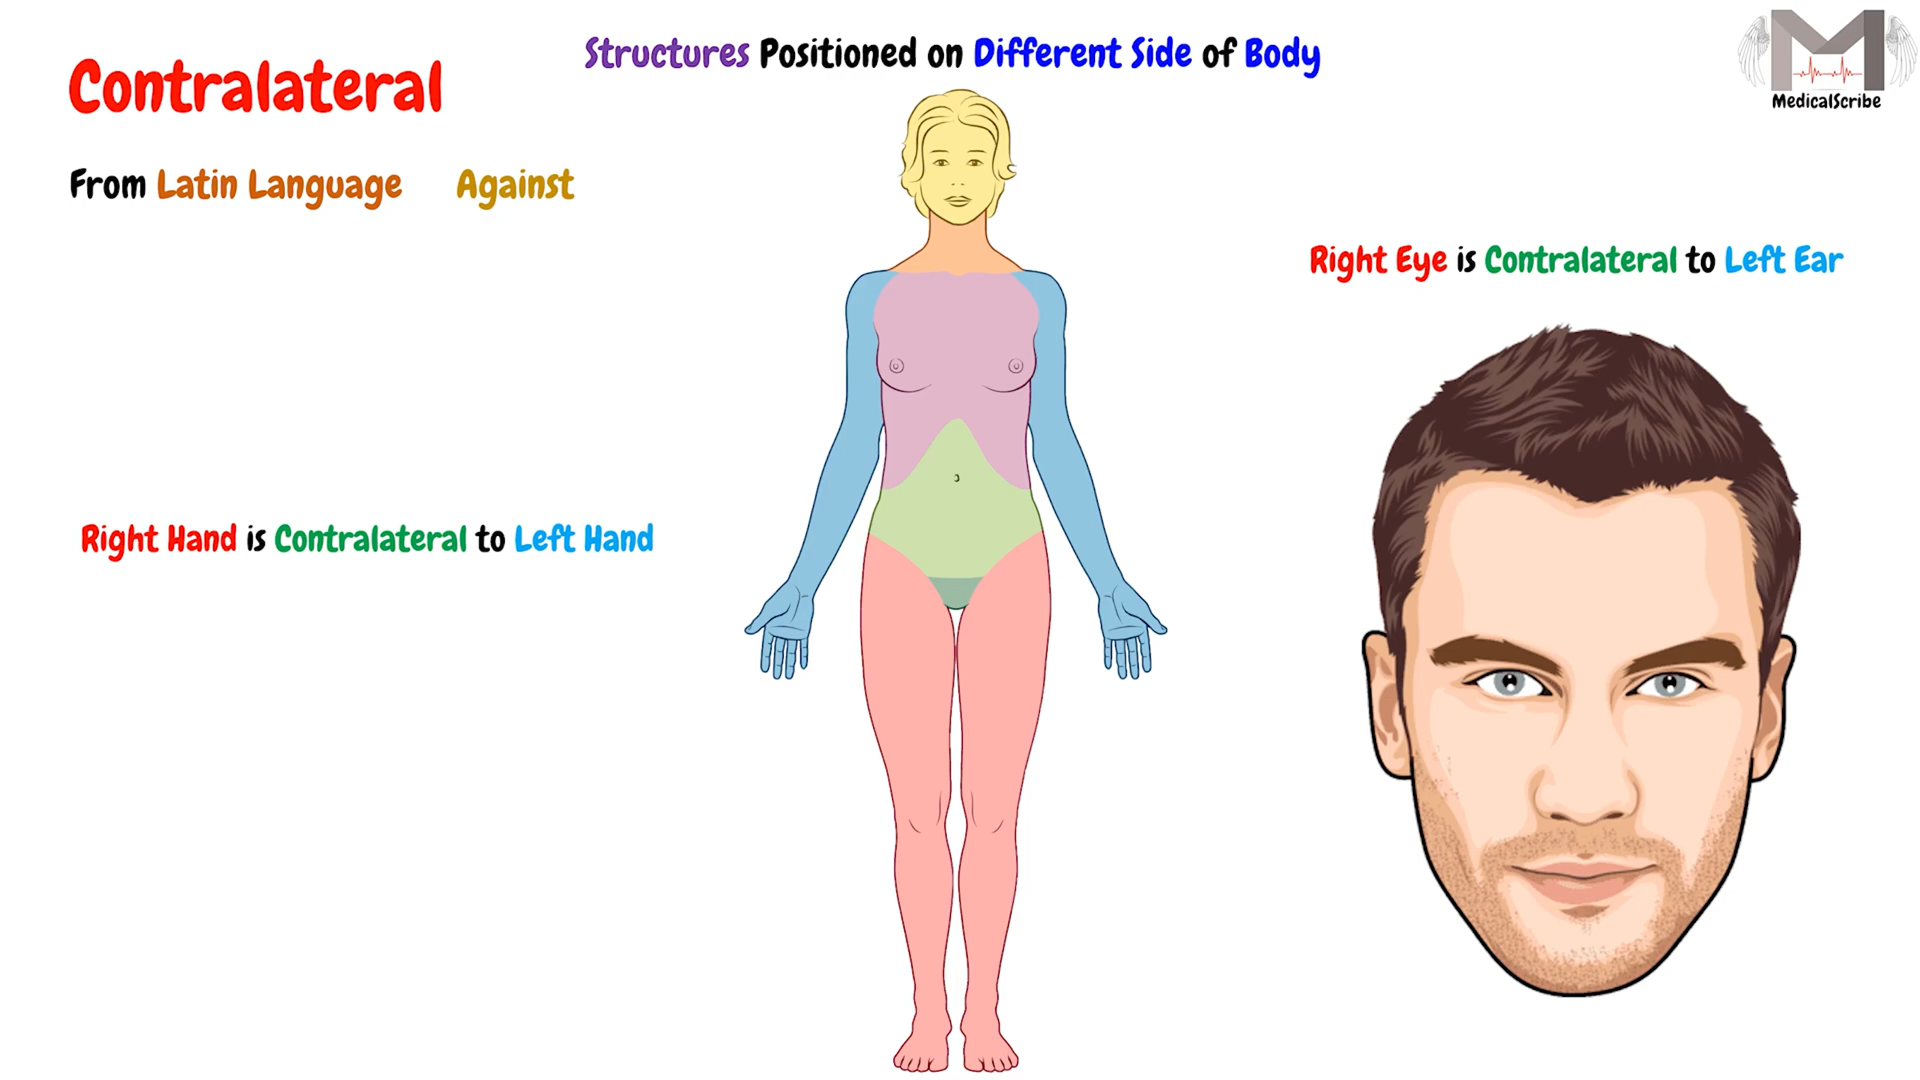 Structures Positioned on Different Side of Body
Contralateral
MedicalScribe
From Latin Language Against
Right Eye is Contralateral to Left Ear
Right Hand is Contralateral to Left Hand